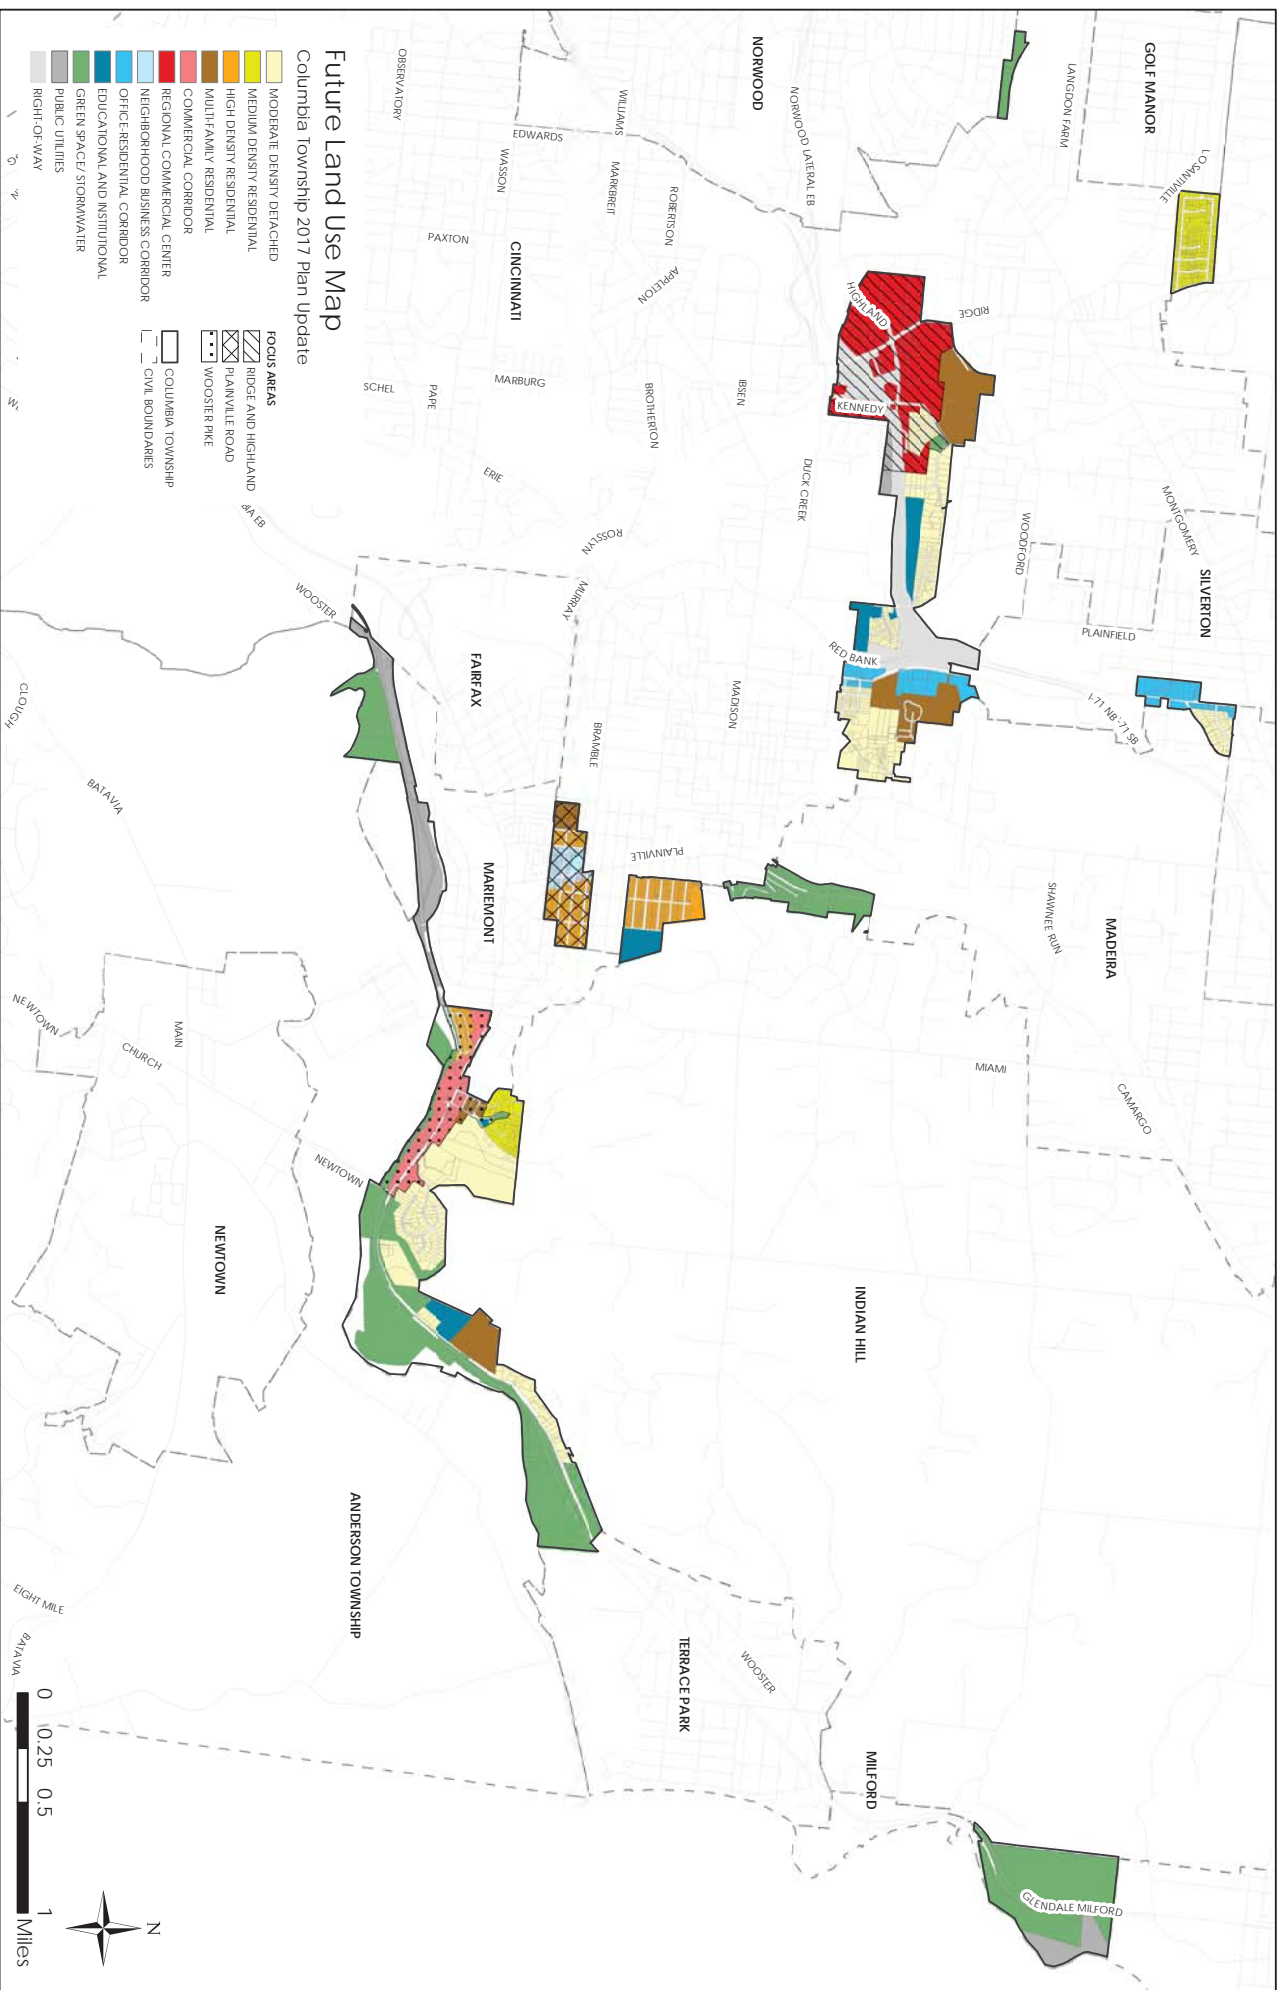 Future Land Use Map
Columbia Township 2017 Plan Update
MODERATE DENSITY DETACHED
MEDIUM DENSITY RESIDENTIAL
HIGH DENSITY RESIDENTIAL
MULTI-FAMILY RESIDENTIAL
COMMERCIAL CORRIDOR
REGIONAL COMMERCIAL CENTER
NEIGHBORHOOD BUSINESS CORRIDOR
OFFICE-RESIDENTIAL CORRIDOR
EDUCATIONAL AND INSTITUTIONAL
GREEN SPACE/ STORMWATER
PUBLIC UTILITIES
RIGHT-OF-WAY
FOCUS AREAS
RIDGE AND HIGHLAND
PLAINVILLE ROAD
WOOSTER PIKE
COLUMBIA TOWNSHIP
CIVIL BOUNDARIES
GOLF MANOR
LOSANTIVILLE
LANGDON FARM
NORWOOD
NORWOOD LATERAL EB
WILLIAMS
EDWARDS
OBSERVATORY
WASSON
MARKBREIT
ROBERTSON
PAXTON
CINCINNATI
APPLETON
HIGHLAND
RIDGE
KENNEDY
MARBURG
SCHEL
PAPE
BROTHERTON
IBSEN
ERIE
DUCK CREEK
WOODFORD
MONTGOMERY
SILVERTON
PLAINFIELD
I-71 NB
I-71 SB
ROSSLYN
MURRAY
BIA EB
WOOSTER
FAIRFAX
RED BANK
MADISON
BRAMBLE
PLAINVILLE
MARIEMONT
SHAWNEE RUN
MADEIRA
CLOUGH
BATAVIA
NEWTOWN
MAIN
CHURCH
MIAMI
CAMARGO
NEWTOWN
NEWTOWN
INDIAN HILL
ANDERSON TOWNSHIP
EIGHT MILE
BATAVIA
TERRACE PARK
WOOSTER
MILFORD
GLENDALE MILFORD
0 0.25 0.5 1
Miles
N